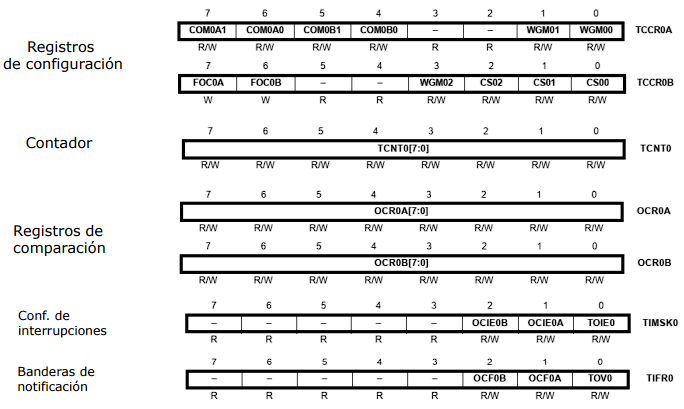 7 6 5 4 3 2 1 0
COM0A1 COM0A0 COM0B1 COM0B0 – – WGM01 WGM00 TCCR0A
R/W R/W R/W R/W R R R/W R/W
Registros
de configuración
7 6 5 4 3 2 1 0
FOC0A FOC0B – – WGM02 CS02 CS01 CS00 TCCR0B
W W R R R/W R/W R/W R/W
Contador
7 6 5 4 3 2 1 0
TCNT0[7:0] TCNT0
R/W R/W R/W R/W R/W R/W R/W R/W
7 6 5 4 3 2 1 0
OCR0A[7:0] OCR0A
R/W R/W R/W R/W R/W R/W R/W R/W
Registros de
comparación
7 6 5 4 3 2 1 0
OCR0B[7:0] OCR0B
R/W R/W R/W R/W R/W R/W R/W R/W
Conf. de
interrupciones
7 6 5 4 3 2 1 0
– – – – – OCIE0B OCIE0A TOIE0 TIMSK0
R R R R R R/W R/W R/W
Banderas de
notificación
7 6 5 4 3 2 1 0
– – – – – OCF0B OCF0A TOV0 TIFR0
R R R R R R/W R/W R/W